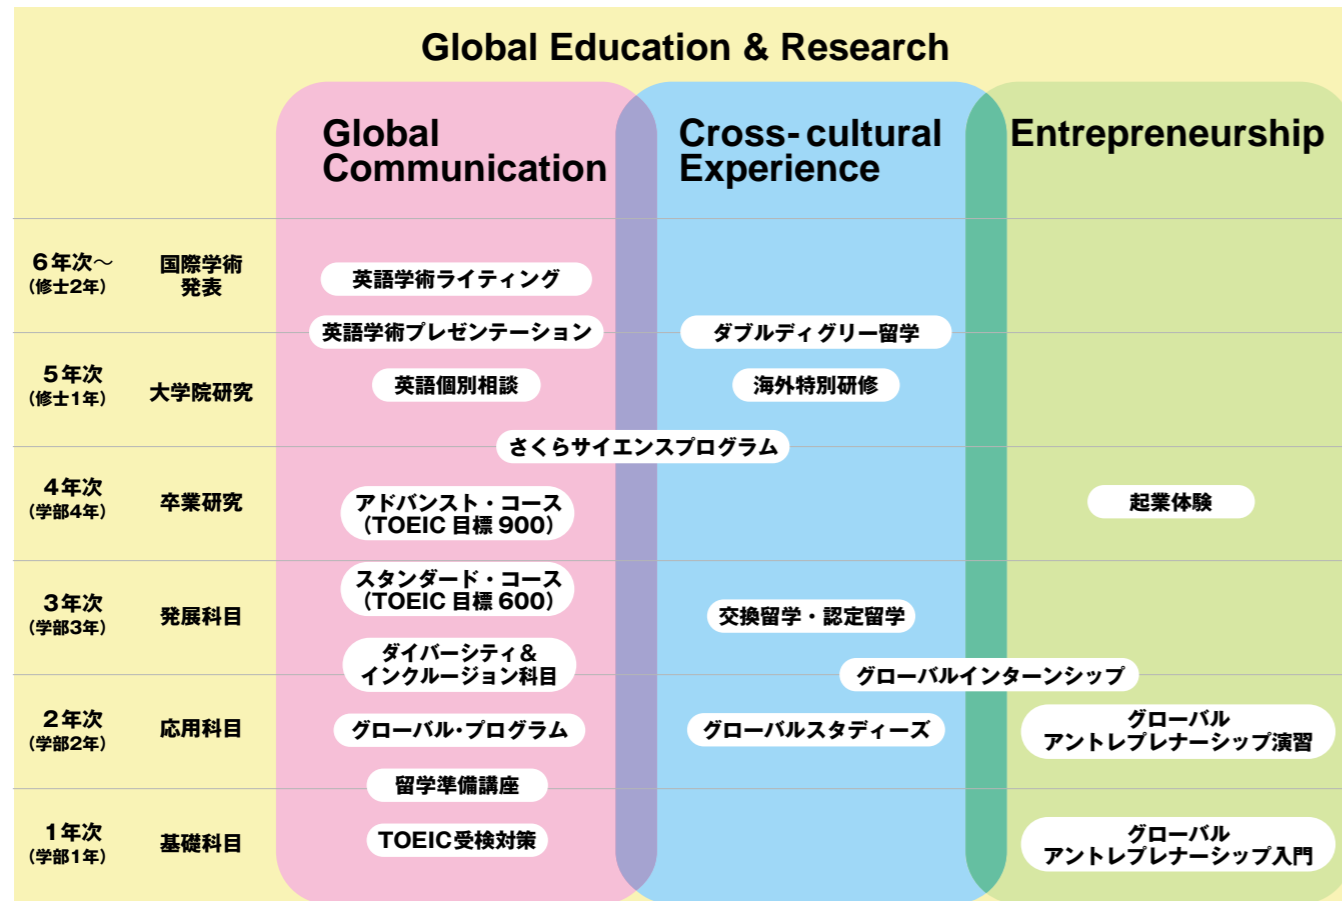 Global Education & Research
Global
Communication
Cross-cultural
Experience
Entrepreneurship
6年次～
(修士2年)
国際学術
発表
英語学術ライティング
英語学術プレゼンテーション
ダブルディグリー留学
5年次
(修士1年)
大学院研究
英語個別相談
海外特別研修
さくらサイエンスプログラム
4年次
(学部4年)
卒業研究
アドバンスト・コース
(TOEIC 目標 900)
起業体験
スタンダード・コース
(TOEIC 目標 600)
3年次
(学部3年)
発展科目
交換留学・認定留学
ダイバーシティ＆
インクルージョン科目
グローバルインターンシップ
2年次
(学部2年)
応用科目
グローバル・プログラム
グローバルスタディーズ
グローバル
アントレプレナーシップ演習
留学準備講座
1年次
(学部1年)
基礎科目
TOEIC受検対策
グローバル
アントレプレナーシップ入門